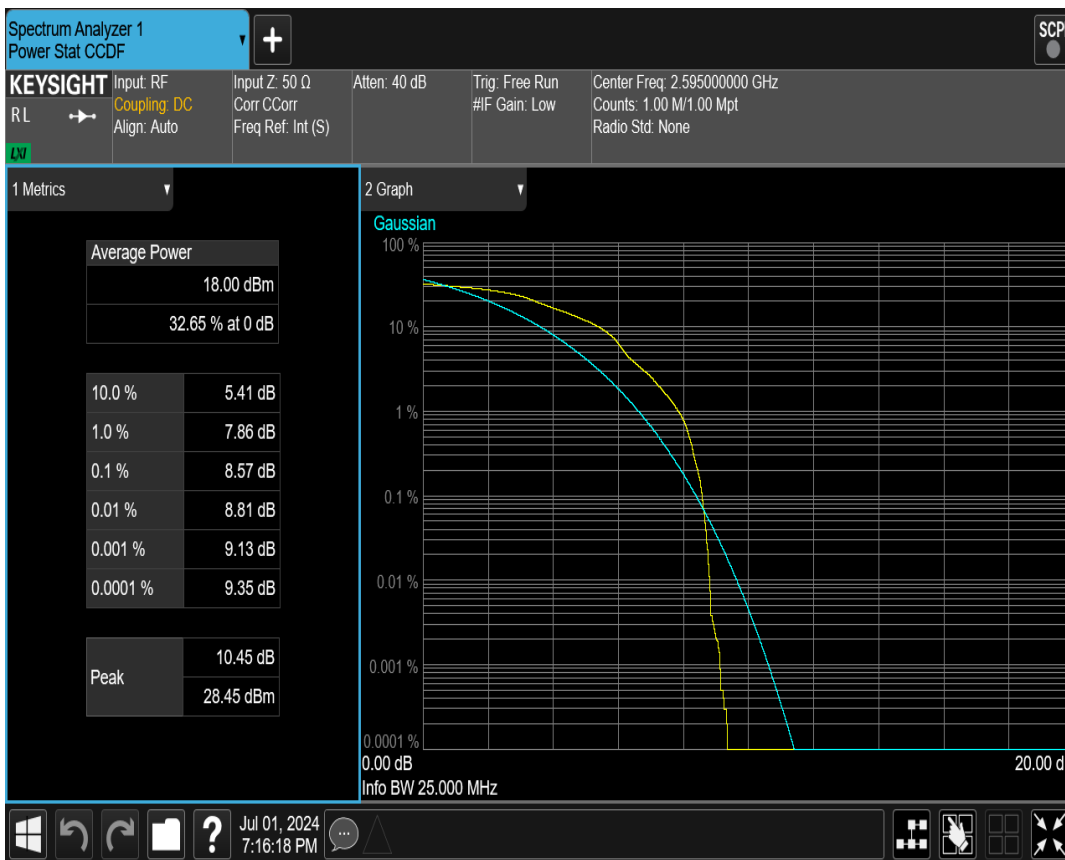 Spectrum Analyzer 1
Power Stat CCDF
+
SCP
KEYSIGHT
RL
LXI
Input: RF
Coupling: DC
Align: Auto
Input Z: 50 Ω
Corr CCorr
Freq Ref: Int (S)
Atten: 40 dB
Trig: Free Run
#IF Gain: Low
Center Freq: 2.595000000 GHz
Counts: 1.00 M/1.00 Mpt
Radio Std: None
1 Metrics
Average Power
18.00 dBm
32.65 % at 0 dB
10.0 % 5.41 dB
1.0 % 7.86 dB
0.1 % 8.57 dB
0.01 % 8.81 dB
0.001 % 9.13 dB
0.0001 % 9.35 dB
Peak
10.45 dB
28.45 dBm
2 Graph
Gaussian
100 %
10 %
1 %
0.1 %
0.01 %
0.001 %
0.0001 %
0.00 dB 20.00 d
Info BW 25.000 MHz
?
Jul 01, 2024
7:16:18 PM